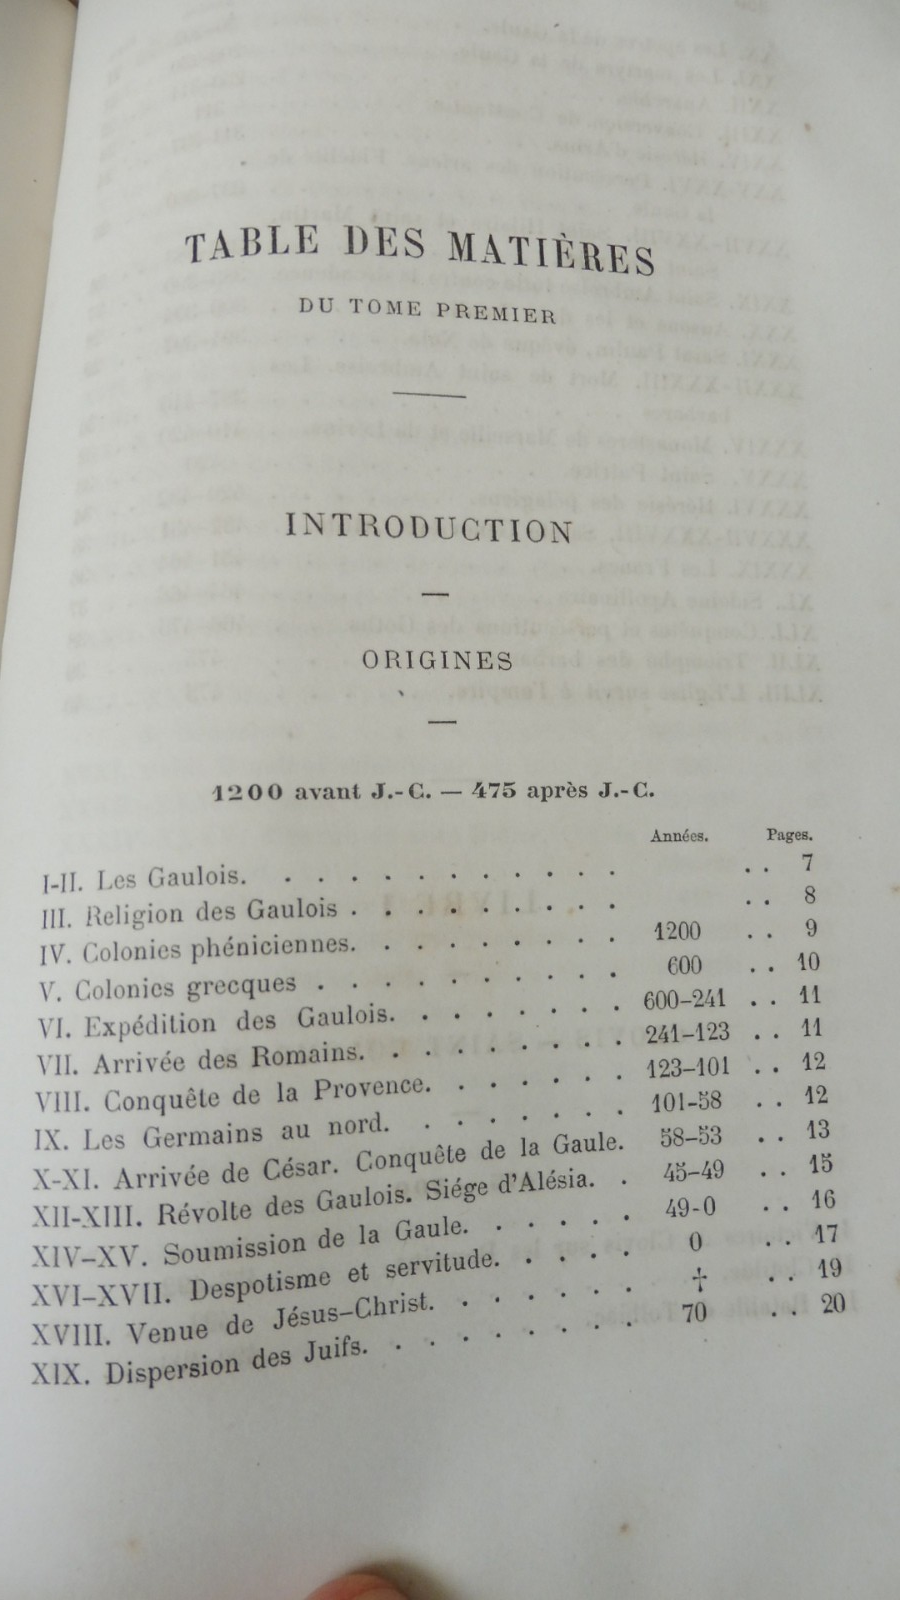 TABLE DES MATIÈRES
DU TOME PREMIER
INTRODUCTION
ORIGINES
1200 avant J.-C. — 475 après J.-C.
Années. Pages.
I-II. Les Gaulois. . . . . . . . . . . . . . 7
III. Religion des Gaulois . . . . . . . . . . . 8
IV. Colonies phéniciennes. . . . . . . . . 1200 . . 9
V. Colonies grecques . . . . . . . . . . 600 . . 10
VI. Expédition des Gaulois. . . . . . . . 600-241 . . 11
VII. Arrivée des Romains. . . . . . . . . 241-123 . . 11
VIII. Conquête de la Provence. . . . . . . 123-101 . . 12
IX. Les Germains au nord. . . . . . . . 101-58 . . 12
X-XI. Arrivée de César. Conquête de la Gaule. 58-53 . . 13
XII-XIII. Révolte des Gaulois. Siége d'Alésia. . 45-49 . . 15
XIV-XV. Soumission de la Gaule. . . . . . 49-0 . . 16
XVI-XVII. Despotisme et servitude. . . . . 0 . . 17
XVIII. Venue de Jésus-Christ. . . . . . . † . . 19
XIX. Dispersion des Juifs. . . . . . . . . 70 . . 20